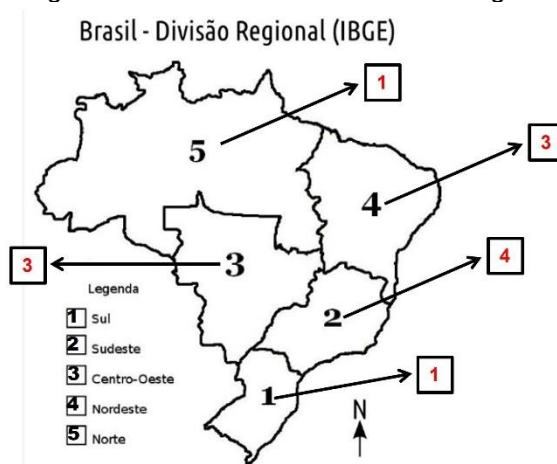 Brasil - Divisão Regional (IBGE)
1
5
3
4
3
3
4
2
Legenda
1 Sul
2 Sudeste
3 Centro-Oeste
4 Nordeste
5 Norte
1
1
N